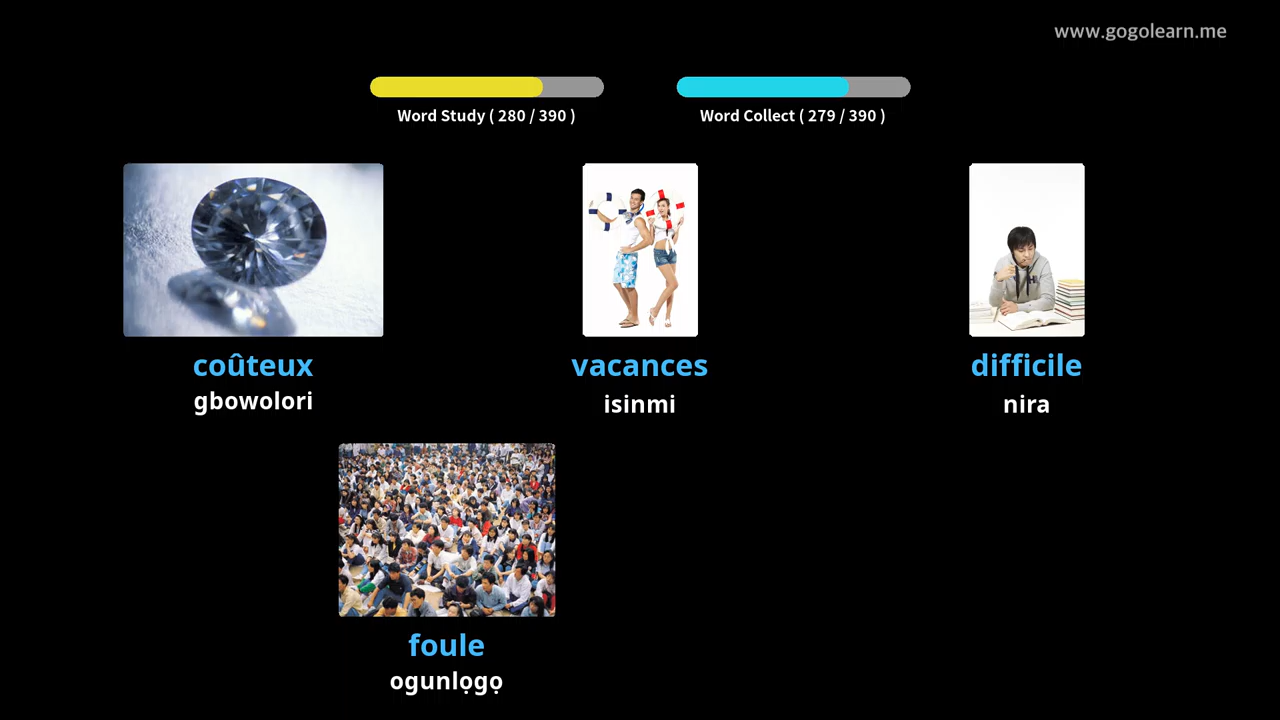 www.gogolearn.me
Word Study ( 280 / 390 )
Word Collect ( 279 / 390 )
coûteux
gbowolori
vacances
isinmi
difficile
nira
foule
ogunlọgọ